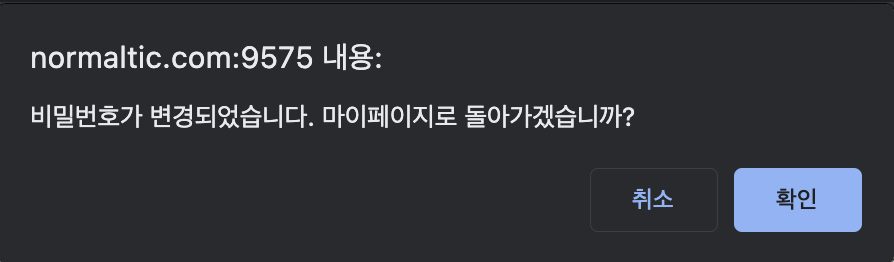 normaltic.com:9575 내용:
비밀번호가 변경되었습니다. 마이페이지로 돌아가겠습니까?
취소
확인